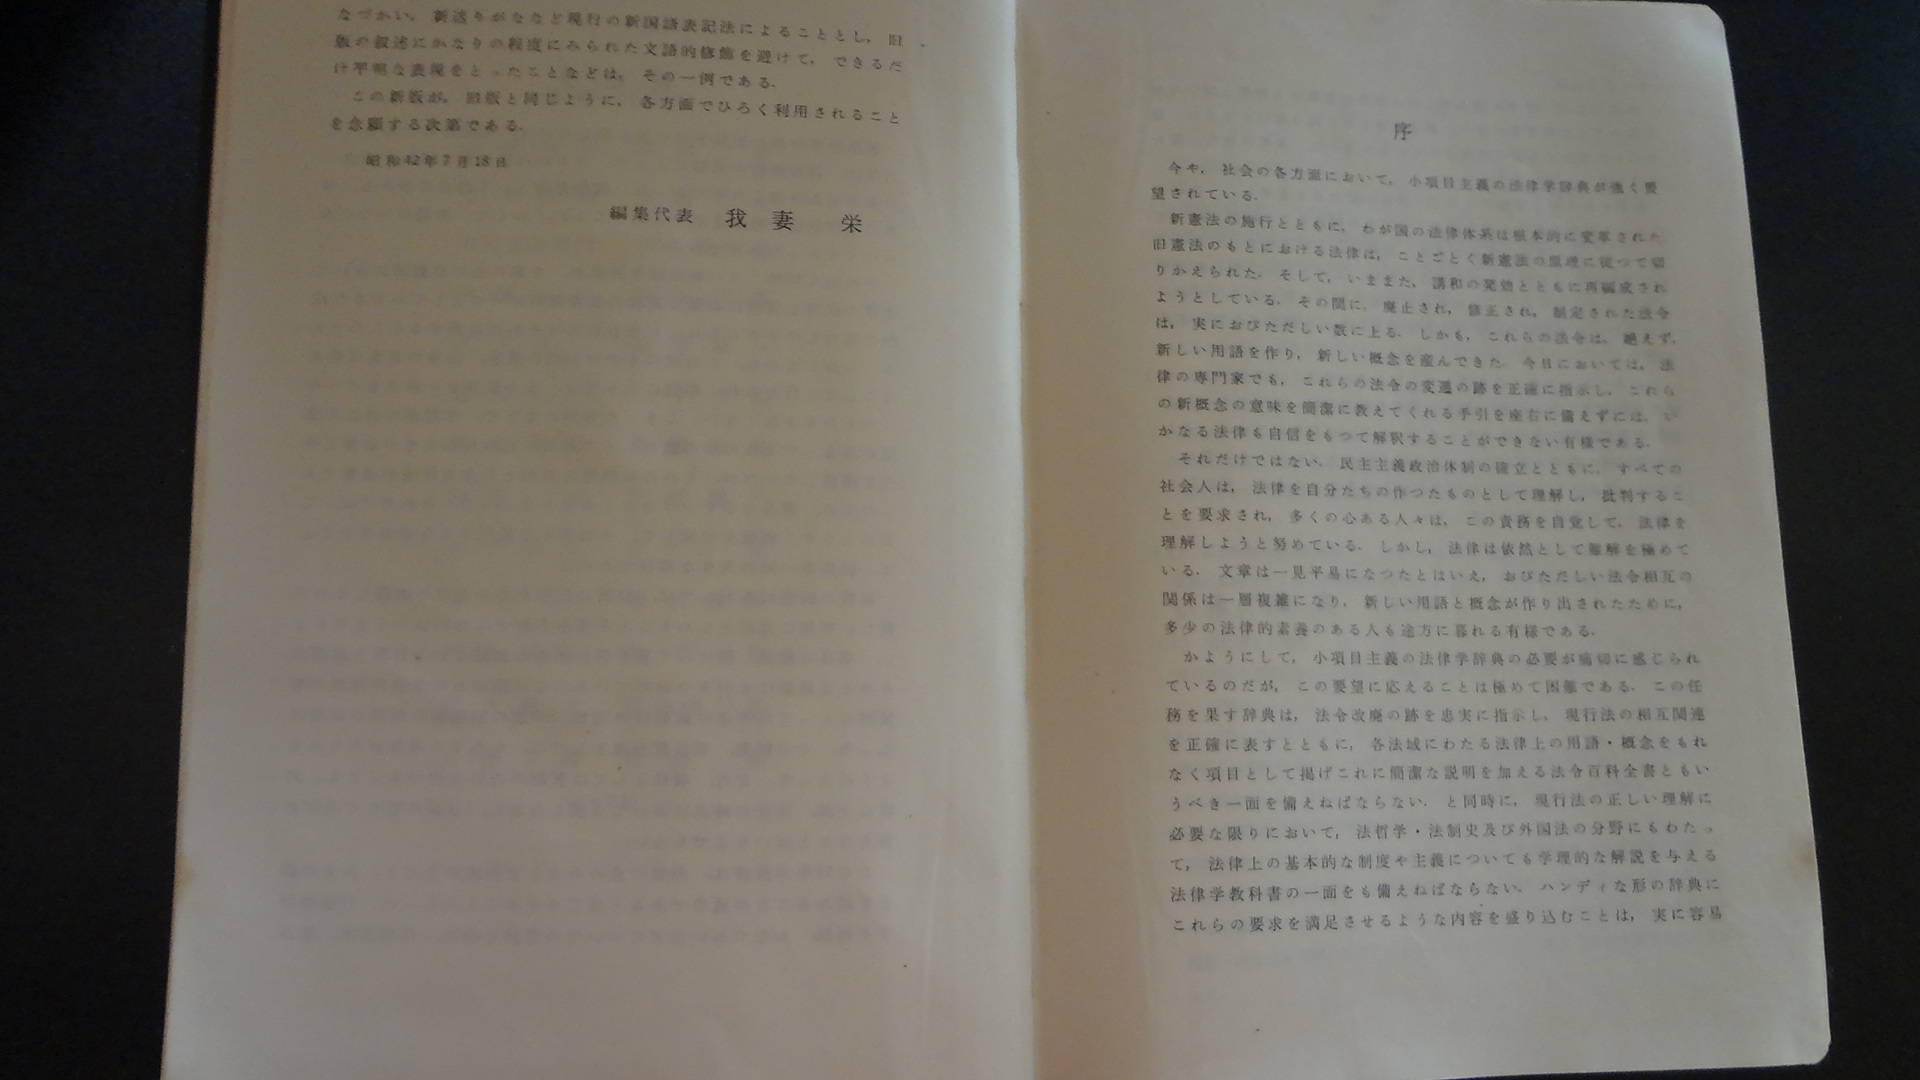 なづかい，新送りがななど現行の新国語表記法によることとし，旧
版の叙述にかなりの程度にみられた文語的修飾を避けて，できるだ
け平明な表現をとったことなどは，その一例である．
この新版が，旧版と同じように，各方面でひろく利用されること
を念願する次第である．
昭和42年7月18日
編集代表 我妻 栄
序
今や，社会の各方面において，小項目主義の法律学辞典が強く要
望されている．
新憲法の施行とともに，わが国の法律体系は根本的に変革された
旧憲法のもとにおける法律は，ことごとく新憲法の原理に従つて切
りかえられた．そして，いままた，講和の発効とともに再編成され
ようとしている．その間に，廃止され，修正され，制定された法令
は，実におびただしい数に上る．しかも，これらの法令は，絶えず，
新しい用語を作り，新しい概念を産んできた．今日においては，法
律の専門家でも，これらの法令の変遷の跡を正確に指示し，これら
の新概念の意味を簡潔に教えてくれる手引を座右に備えずには，い
かなる法律も自信をもつて解釈することができない有様である．
それだけではない．民主主義政治体制の確立とともに，すべての
社会人は，法律を自分たちの作つたものとして理解し，批判するこ
とを要求され，多くの心ある人々は，この責務を自覚して，法律を
理解しようと努めている．しかし，法律は依然として難解を極めて
いる．文章は一見平易になつたとはいえ，おびただしい法令相互の
関係は一層複雑になり，新しい用語と概念が作り出されたために，
多少の法律的素養のある人も途方に暮れる有様である．
かようにして，小項目主義の法律学辞典の必要が痛切に感じられ
ているのだが，この要望に応えることは極めて困難である．この任
務を果す辞典は，法令改廃の跡を忠実に指示し，現行法の相互関連
を正確に表すとともに，各法域にわたる法律上の用語・概念をもれ
なく項目として掲げこれに簡潔な説明を加える法令百科全書ともい
うべき一面を備えねばならない．と同時に，現行法の正しい理解に
必要な限りにおいて，法哲学・法制史及び外国法の分野にもわたっ
て，法律上の基本的な制度や主義についても学理的な解説を与える
法律学教科書の一面をも備えねばならない．ハンディな形の辞典に
これらの要求を満足させるような内容を盛り込むことは，実に容易